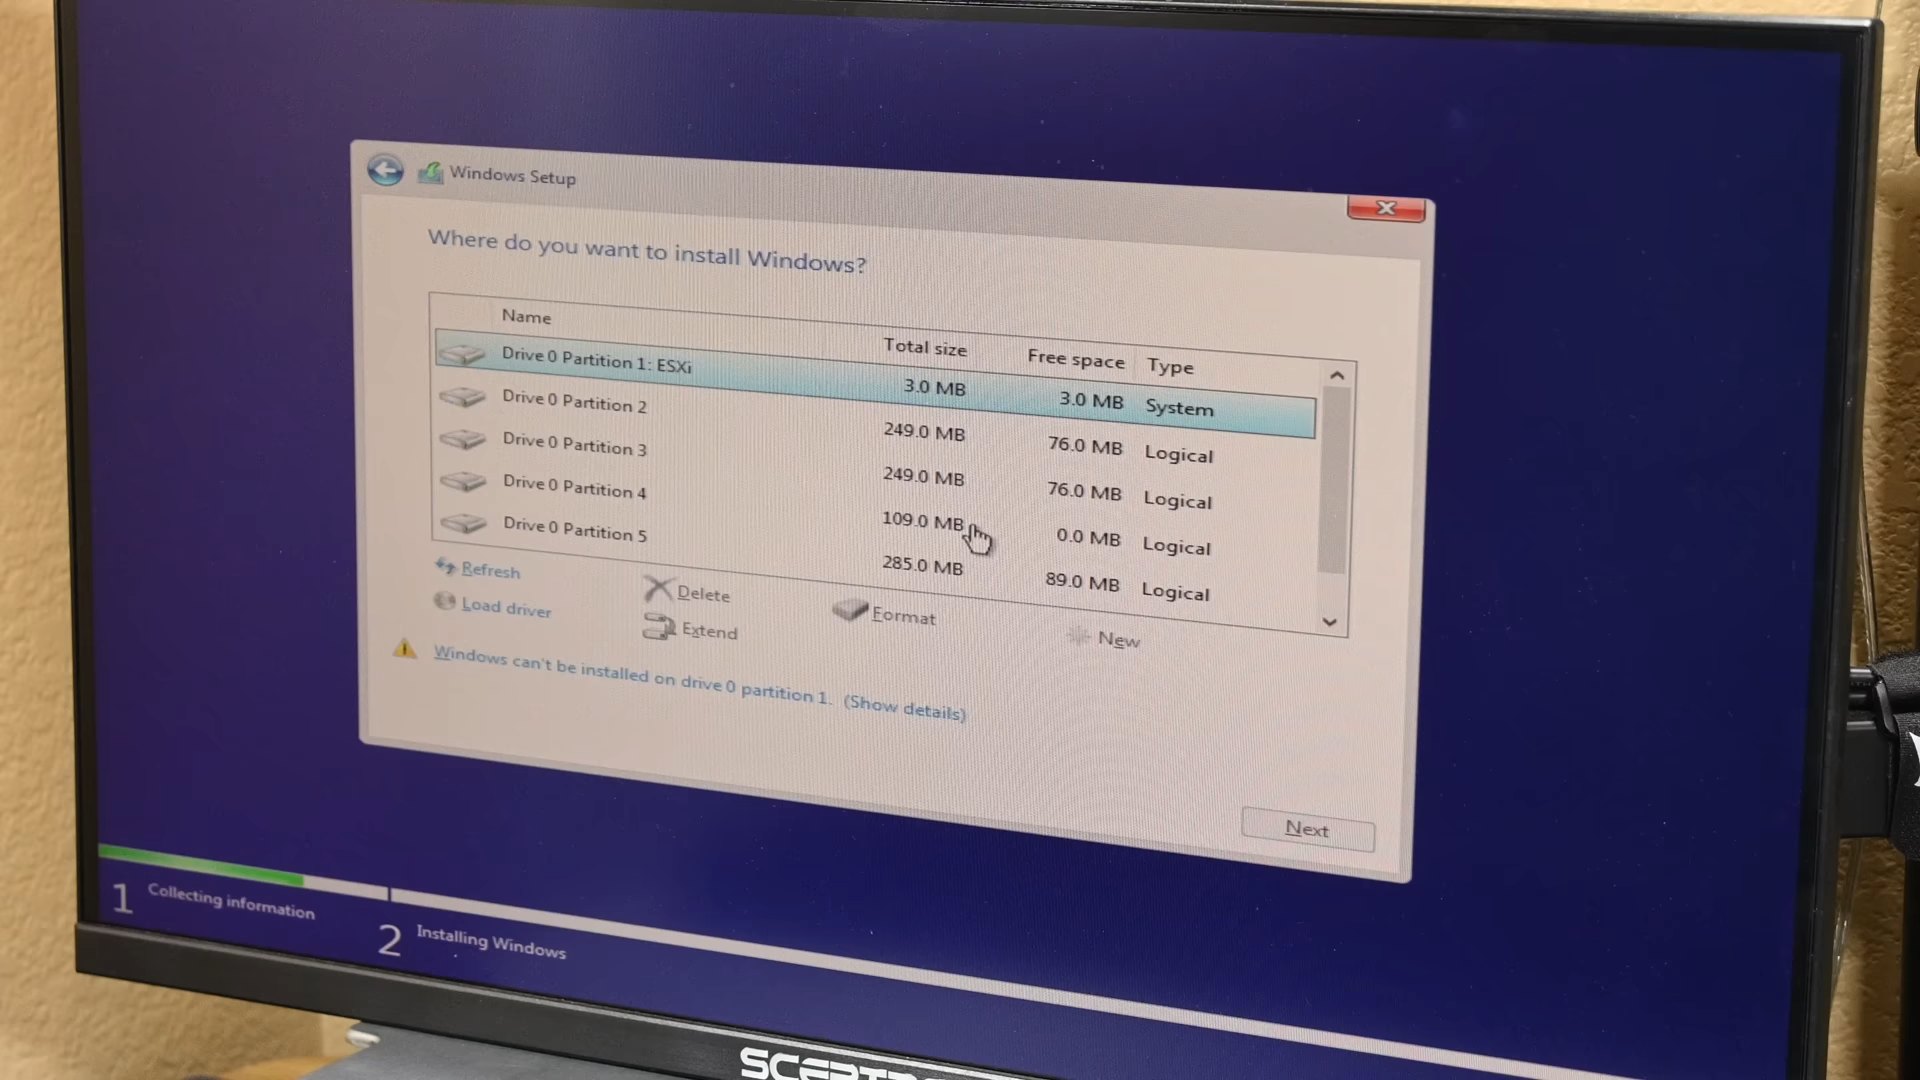 Windows Setup
Where do you want to install Windows?
Name Total size Free space Type
Drive 0 Partition 1: ESXi 3.0 MB 3.0 MB System
Drive 0 Partition 2 249.0 MB 76.0 MB Logical
Drive 0 Partition 3 249.0 MB 76.0 MB Logical
Drive 0 Partition 4 109.0 MB 0.0 MB Logical
Drive 0 Partition 5 285.0 MB 89.0 MB Logical
Refresh Delete Format New
Load driver Extend
Windows can't be installed on drive 0 partition 1. (Show details)
Next
1 Collecting information
2 Installing Windows